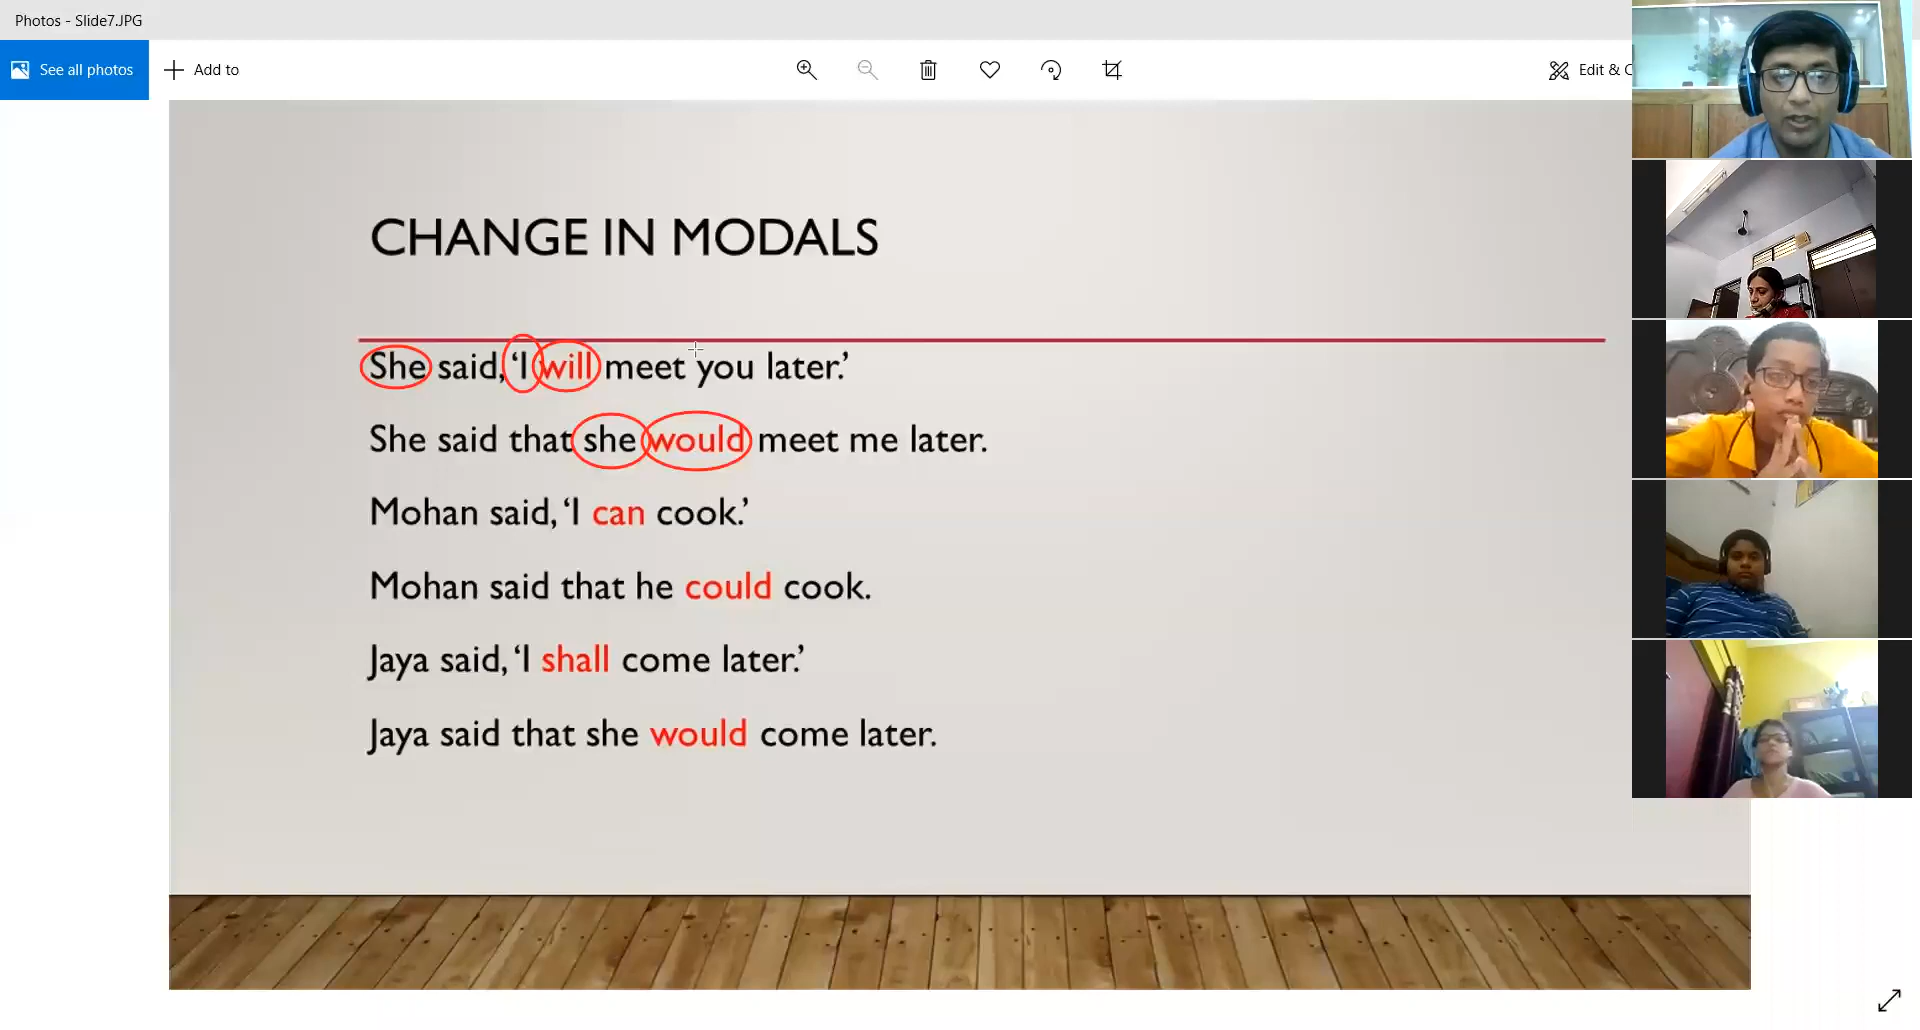 Photos - Slide7.JPG
See all photos
Add to
Edit & C
CHANGE IN MODALS
She said, ‘I will meet you later.’
She said that she would meet me later.
Mohan said, ‘I can cook.’
Mohan said that he could cook.
Jaya said, ‘I shall come later.’
Jaya said that she would come later.